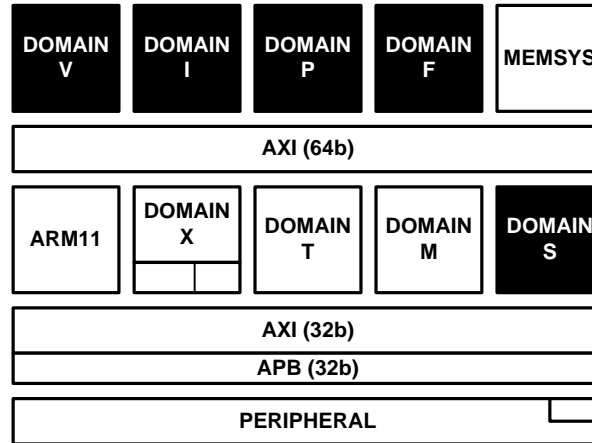 DOMAIN
V
DOMAIN
I
DOMAIN
P
DOMAIN
F
MEMSYS
AXI (64b)
ARM11
DOMAIN
X
DOMAIN
T
DOMAIN
M
DOMAIN
S
AXI (32b)
APB (32b)
PERIPHERAL